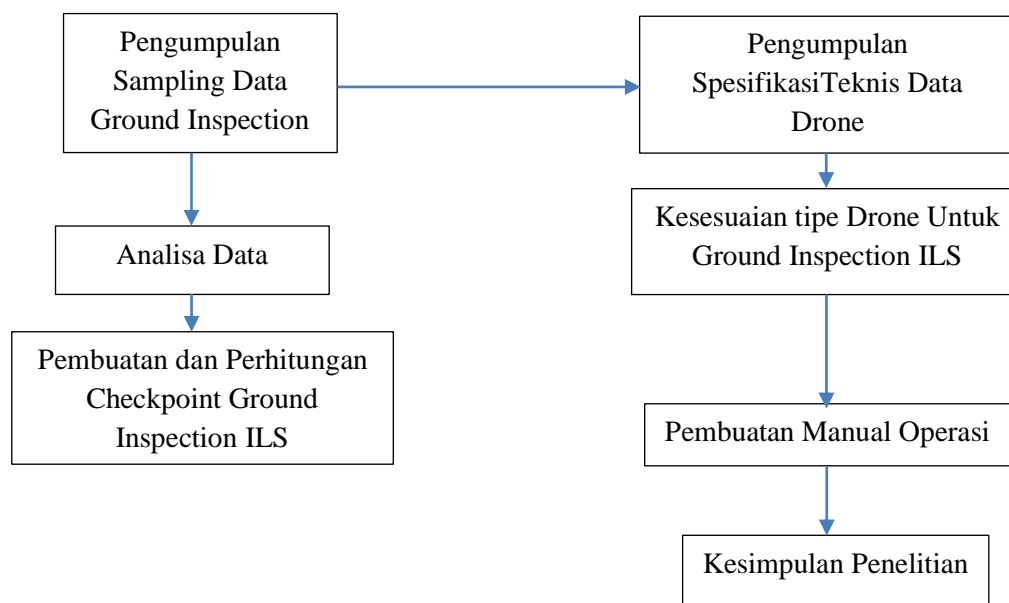 Pengumpulan
Sampling Data
Ground Inspection
Pengumpulan
SpesifikasiTeknis Data
Drone
Analisa Data
Kesesuaian tipe Drone Untuk
Ground Inspection ILS
Pembuatan dan Perhitungan
Checkpoint Ground
Inspection ILS
Pembuatan Manual Operasi
Kesimpulan Penelitian